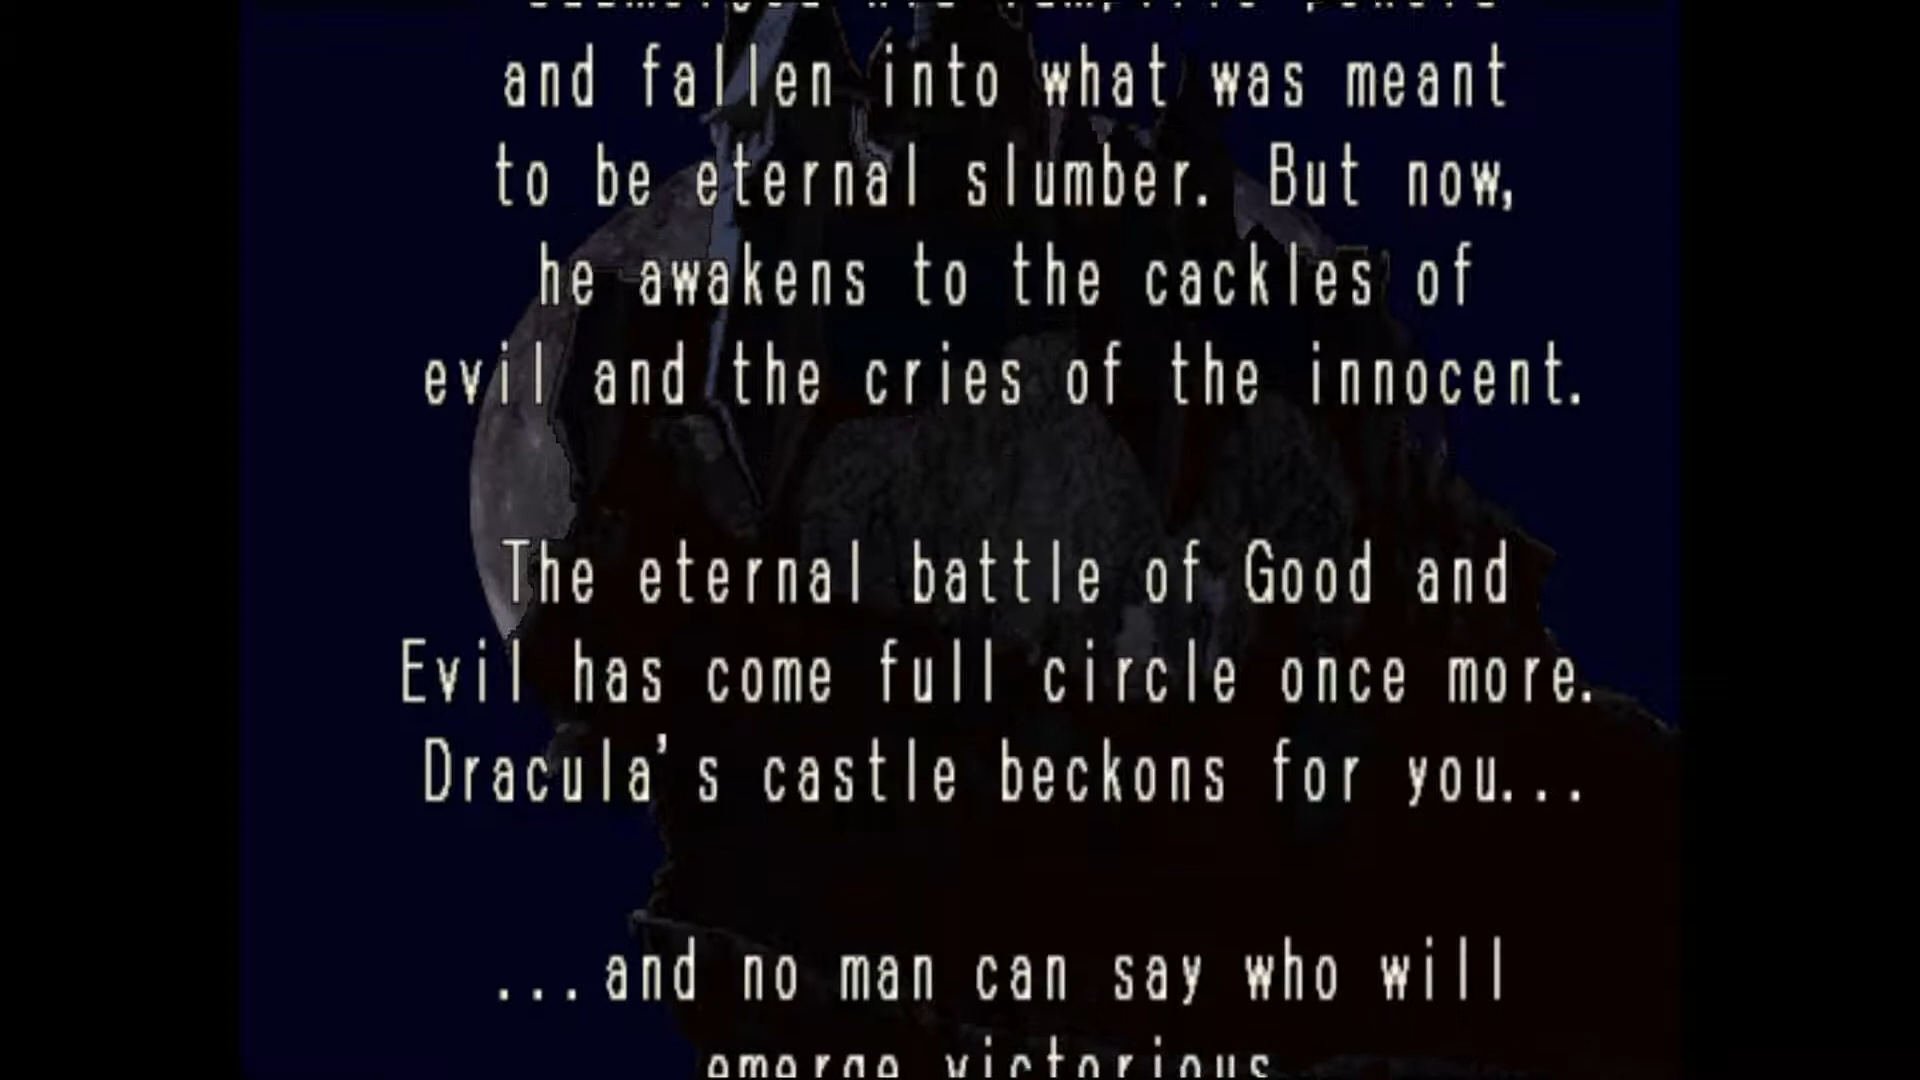 and fallen into what was meant
to be eternal slumber. But now,
he awakens to the cackles of
evil and the cries of the innocent.
The eternal battle of Good and
Evil has come full circle once more.
Dracula's castle beckons for you...
...and no man can say who will
emerge victorious